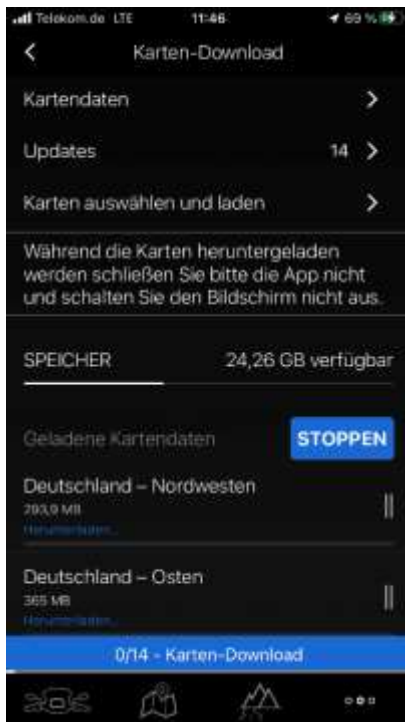 Telekom.de LTE 11:46 69 %
Karten-Download
Kartendaten
Updates 14
Karten auswählen und laden
Während die Karten heruntergeladen
werden schließen Sie bitte die App nicht
und schalten Sie den Bildschirm nicht aus.
SPEICHER 24,26 GB verfügbar
Geladene Kartendaten STOPPEN
Deutschland – Nordwesten
293,9 MB
Herunterladen...
Deutschland – Osten
365 MB
Herunterladen...
0/14 - Karten-Download